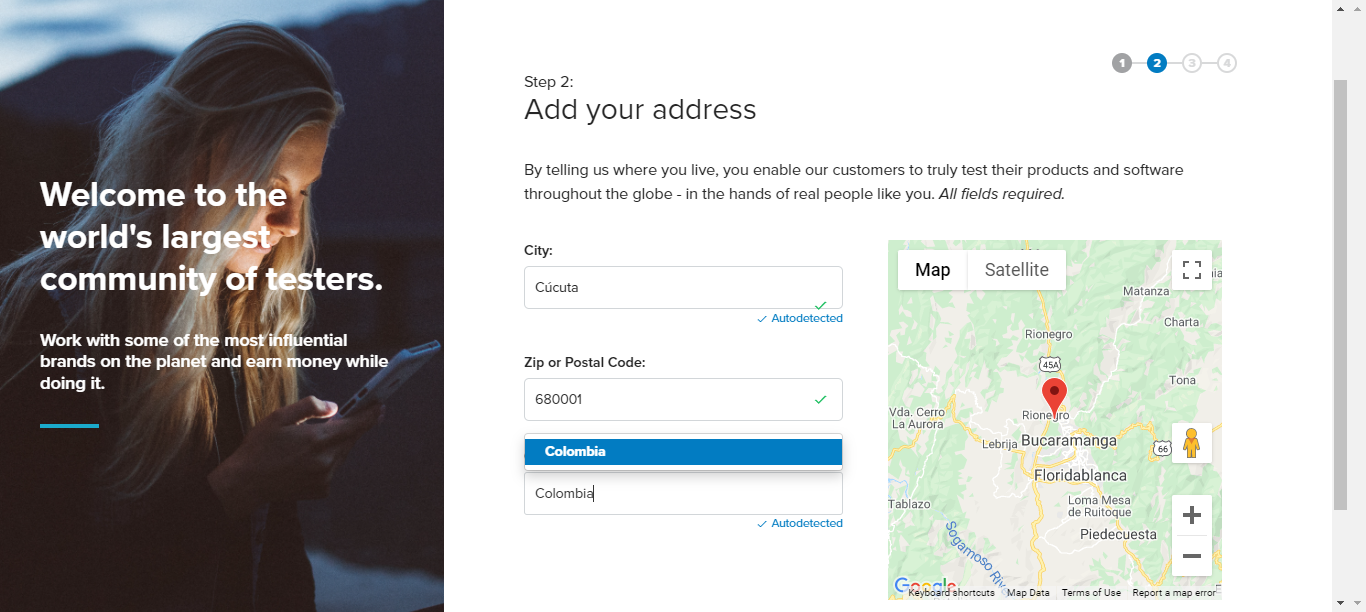 Welcome to the
world's largest
community of testers.
Work with some of the most influential
brands on the planet and earn money while
doing it.
1 2 3 4
Step 2:
Add your address
By telling us where you live, you enable our customers to truly test their products and software
throughout the globe - in the hands of real people like you. All fields required.
City:
Cúcuta
Autodetected
Zip or Postal Code:
680001
Colombia
Colombia
Autodetected
Map Satellite
Matanza
Charta
Rionegro
45A
Tona
Vda. Cerro
La Aurora
Rionegro
Lebrija
Bucaramanga
66
Floridablanca
Tablazo
Loma Mesa
de Ruitoque
Piedecuesta
Sogamoso Riv
Google
Keyboard shortcuts Map Data Terms of Use Report a map error